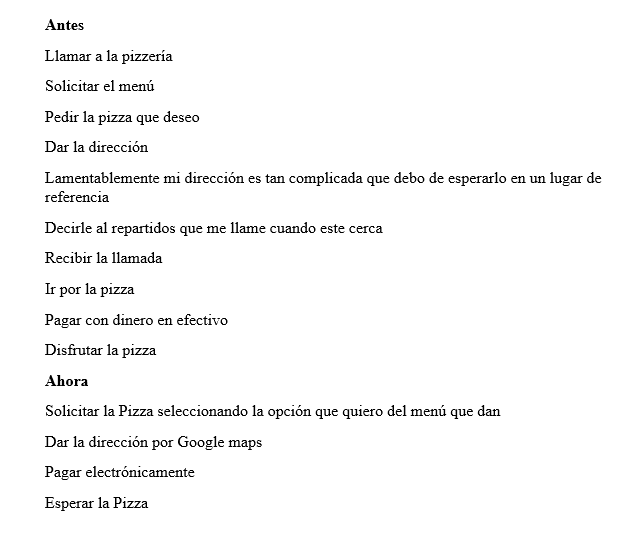 Antes
Llamar a la pizzería
Solicitar el menú
Pedir la pizza que deseo
Dar la dirección
Lamentablemente mi dirección es tan complicada que debo de esperarlo en un lugar de
referencia
Decirle al repartidos que me llame cuando este cerca
Recibir la llamada
Ir por la pizza
Pagar con dinero en efectivo
Disfrutar la pizza
Ahora
Solicitar la Pizza seleccionando la opción que quiero del menú que dan
Dar la dirección por Google maps
Pagar electrónicamente
Esperar la Pizza